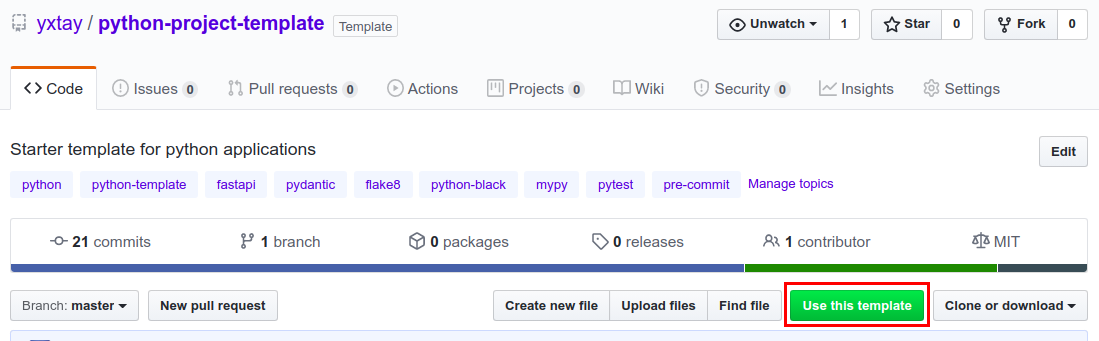 yxtay / python-project-template Template Unwatch 1 Star 0 Fork 0
Code Issues 0 Pull requests 0 Actions Projects 0 Wiki Security 0 Insights Settings
Starter template for python applications Edit
python python-template fastapi pydantic flake8 python-black mypy pytest pre-commit Manage topics
21 commits 1 branch 0 packages 0 releases 1 contributor MIT
Branch: master New pull request Create new file Upload files Find file Use this template Clone or download